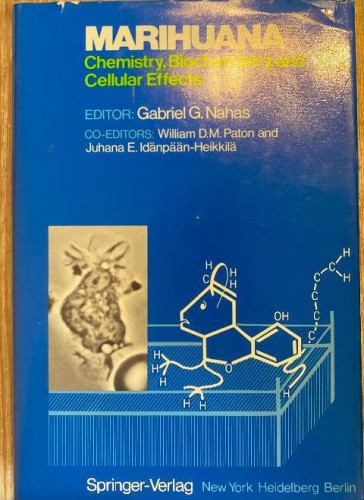 MARIHUANA
Chemistry, Biochemistry, and
Cellular Effects
EDITOR: Gabriel G. Nahas
CO-EDITORS: William D.M. Paton and
Juhana E. Idänpään-Heikkilä
C
H
H
H
OH
C
H
H
C
C
C
C
O
H
H
H
H
H
Springer-Verlag New York Heidelberg Berlin